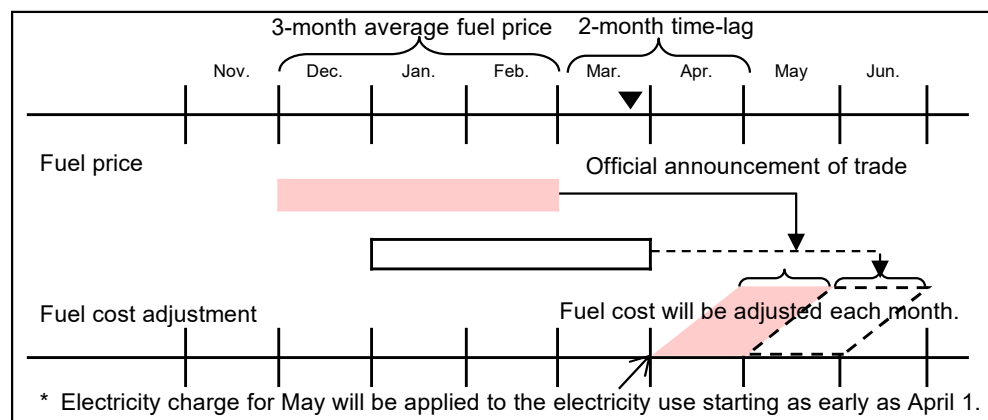 3-month average fuel price 2-month time-lag
Nov. Dec. Jan. Feb. Mar. Apr. May Jun.
Fuel price
Official announcement of trade
Fuel cost adjustment
Fuel cost will be adjusted each month.
* Electricity charge for May will be applied to the electricity use starting as early as April 1.